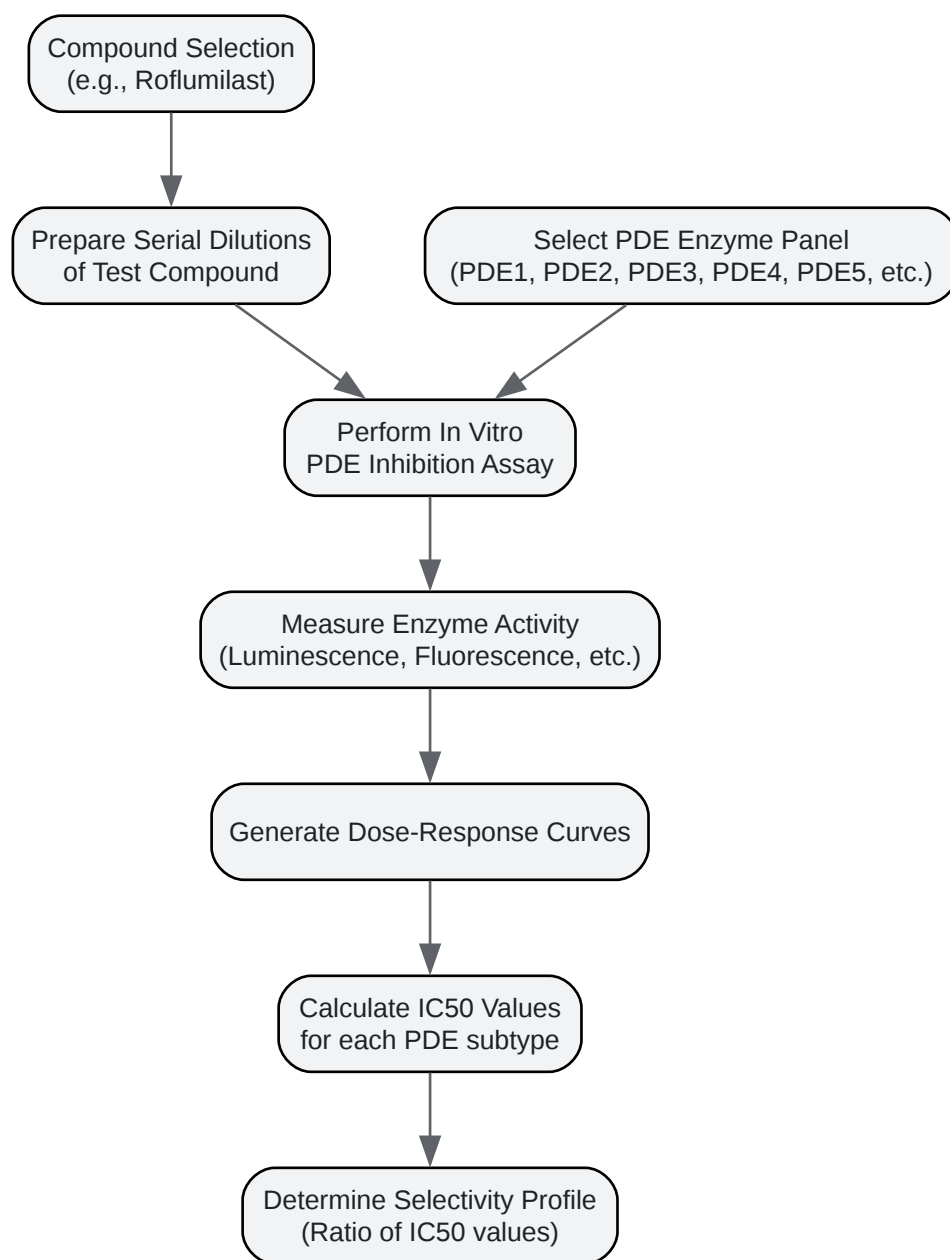 Compound Selection
(e.g., Roflumilast)
Prepare Serial Dilutions
of Test Compound
Select PDE Enzyme Panel
(PDE1, PDE2, PDE3, PDE4, PDE5, etc.)
Perform In Vitro
PDE Inhibition Assay
Measure Enzyme Activity
(Luminescence, Fluorescence, etc.)
Generate Dose-Response Curves
Calculate IC50 Values
for each PDE subtype
Determine Selectivity Profile
(Ratio of IC50 values)